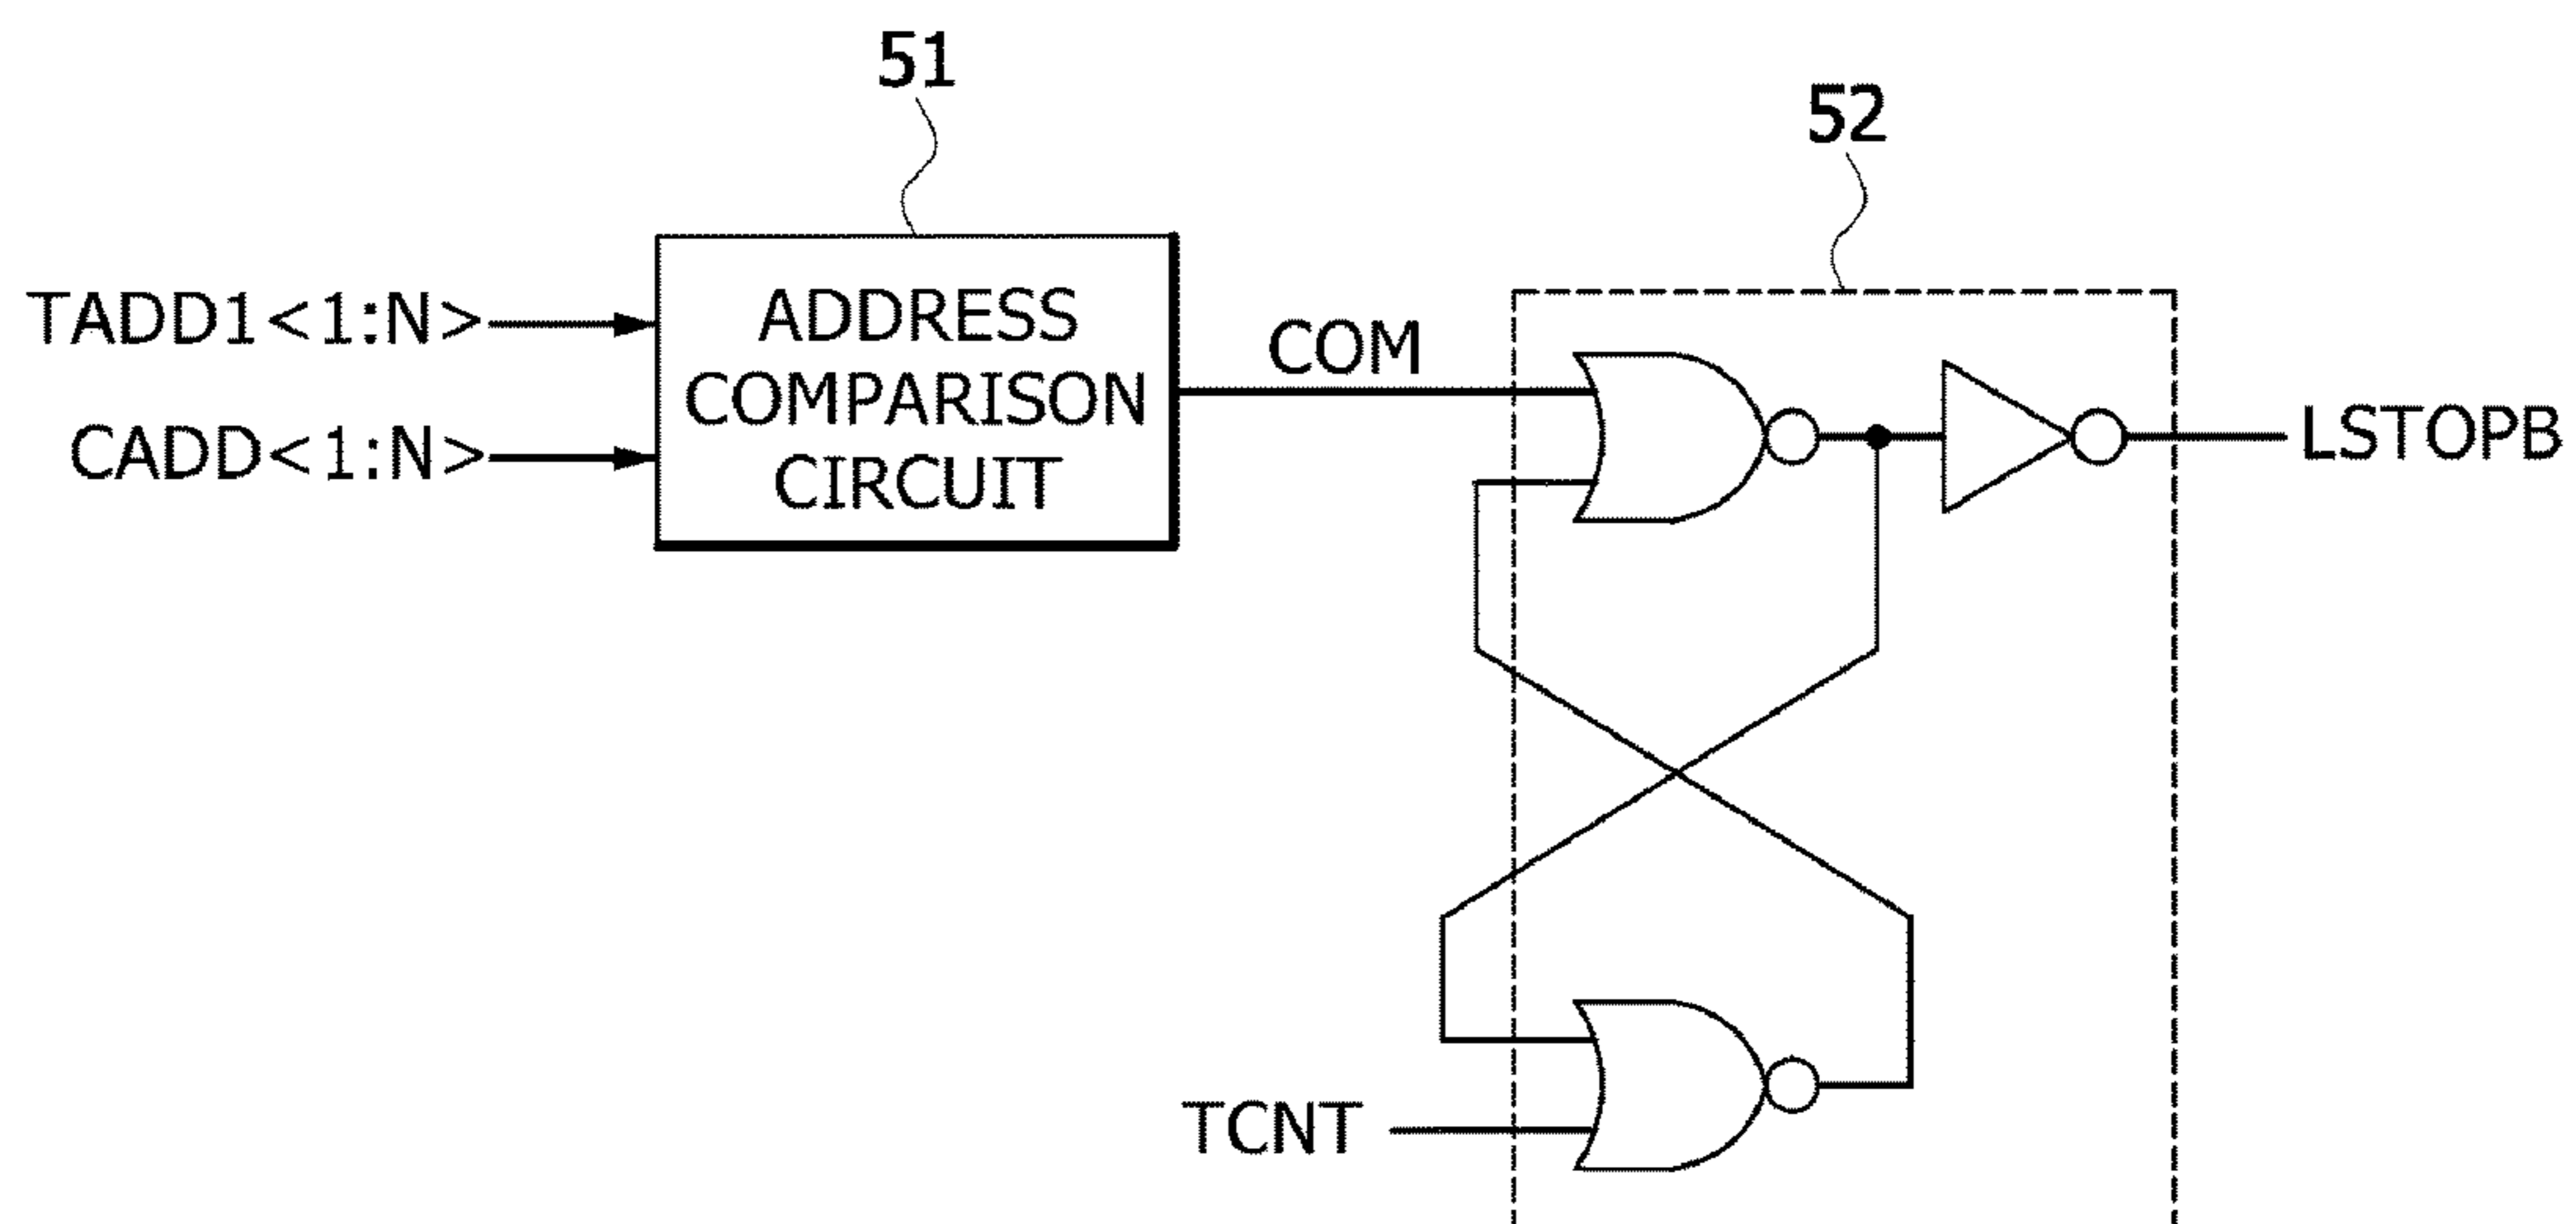 51
52
TADD1<1:N>
CADD<1:N>
ADDRESS
COMPARISON
CIRCUIT
COM
LSTOPB
TCNT